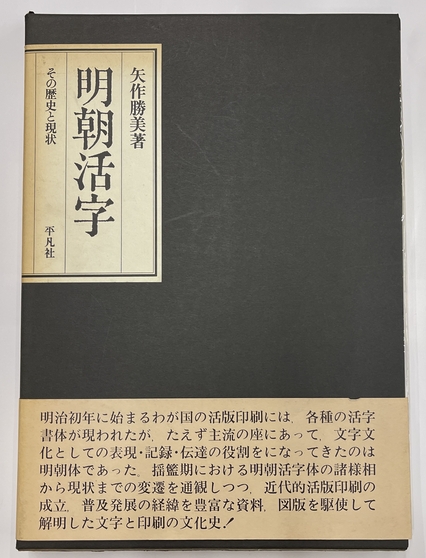 矢作勝美著
明朝活字
その歴史と現状
平凡社
明治初年に始まるわが国の活版印刷には，各種の活字
書体が現われたが，たえず主流の座にあって，文字文
化としての表現・記録・伝達の役割をになってきたのは
明朝体であった．揺籃期における明朝活字体の諸様相
から現状までの変遷を通観しつつ，近代的活版印刷の
成立，普及発展の経緯を豊富な資料，図版を駆使して
解明した文字と印刷の文化史！